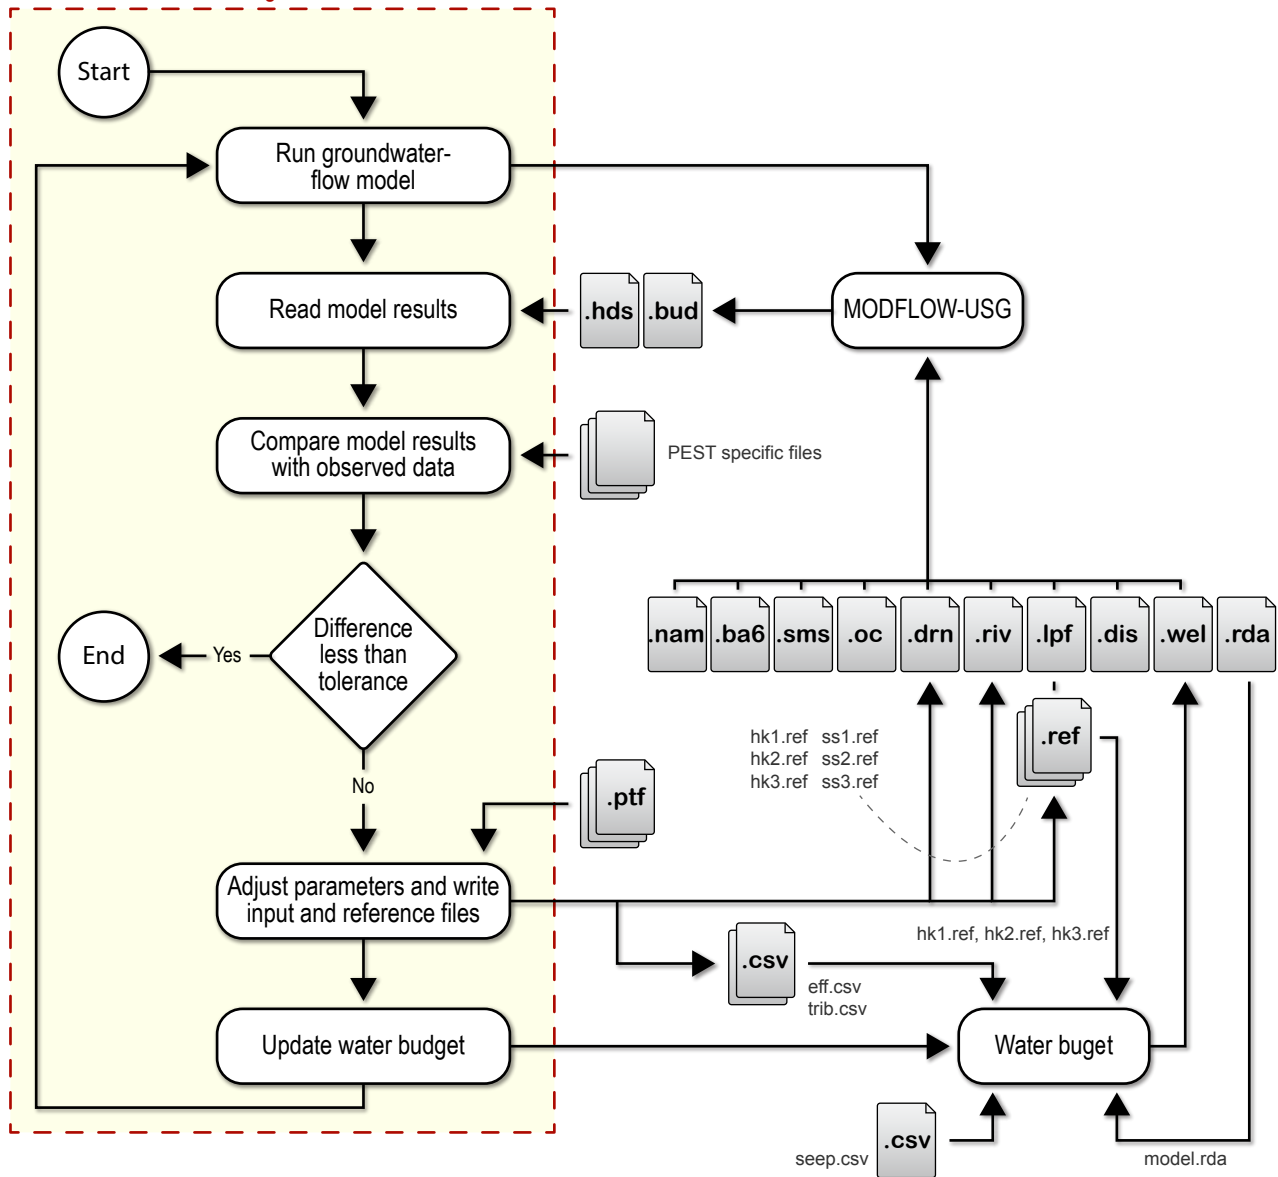 Start
Run groundwater-
flow model
Read model results
.hds
.bud
MODFLOW-USG
Compare model results
with observed data
PEST specific files
.nam
.ba6
.sms
.oc
.drn
.riv
.lpf
.dis
.wel
.rda
Difference
less than
tolerance
Yes
End
No
hk1.ref ss1.ref
hk2.ref ss2.ref
hk3.ref ss3.ref
.ref
.ptf
Adjust parameters and write
input and reference files
hk1.ref, hk2.ref, hk3.ref
.csv
eff.csv
trib.csv
Update water budget
Water buget
.csv
seep.csv
model.rda